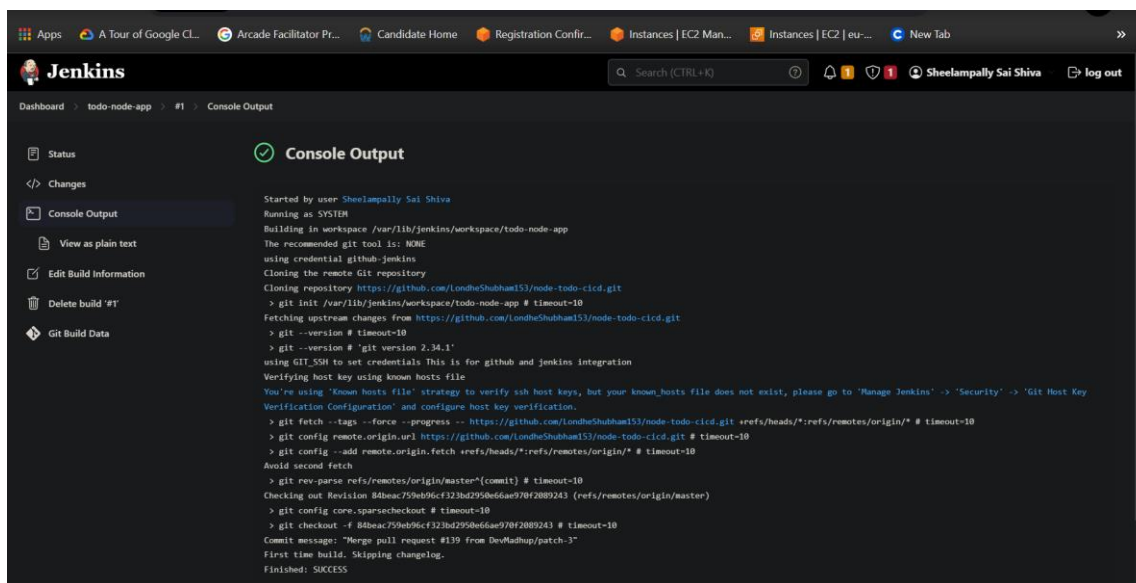 Apps A Tour of Google Cl... Arcade Facilitator Pr... Candidate Home Registration Confir... Instances | EC2 Man... Instances | EC2 | eu-... New Tab »
Jenkins Search (CTRL+K) 1 1 Sheelampally Sai Shiva log out
Dashboard > todo-node-app > #1 > Console Output
Status
Changes
Console Output
View as plain text
Edit Build Information
Delete build '#1'
Git Build Data
Console Output
Started by user Sheelampally Sai Shiva
Running as SYSTEM
Building in workspace /var/lib/jenkins/workspace/todo-node-app
The recommended git tool is: NONE
using credential github-jenkins
Cloning the remote Git repository
Cloning repository https://github.com/LondheShubham153/node-todo-cicd.git
> git init /var/lib/jenkins/workspace/todo-node-app # timeout=10
Fetching upstream changes from https://github.com/LondheShubham153/node-todo-cicd.git
> git --version # timeout=10
> git --version # 'git version 2.34.1'
using GIT_SSH to set credentials This is for github and jenkins integration
Verifying host key using known hosts file
You're using 'Known hosts file' strategy to verify ssh host keys, but your known_hosts file does not exist, please go to 'Manage Jenkins' -> 'Security' -> 'Git Host Key
Verification Configuration' and configure host key verification.
> git fetch --tags --force --progress -- https://github.com/LondheShubham153/node-todo-cicd.git +refs/heads/*:refs/remotes/origin/* # timeout=10
> git config remote.origin.url https://github.com/LondheShubham153/node-todo-cicd.git # timeout=10
> git config --add remote.origin.fetch +refs/heads/*:refs/remotes/origin/* # timeout=10
Avoid second fetch
> git rev-parse refs/remotes/origin/master^{commit} # timeout=10
Checking out Revision 84beac759eb96cf323bd2950e66ae970f2089243 (refs/remotes/origin/master)
> git config core.sparsecheckout # timeout=10
> git checkout -f 84beac759eb96cf323bd2950e66ae970f2089243 # timeout=10
Commit message: "Merge pull request #139 from DevMadhup/patch-3"
First time build. Skipping changelog.
Finished: SUCCESS